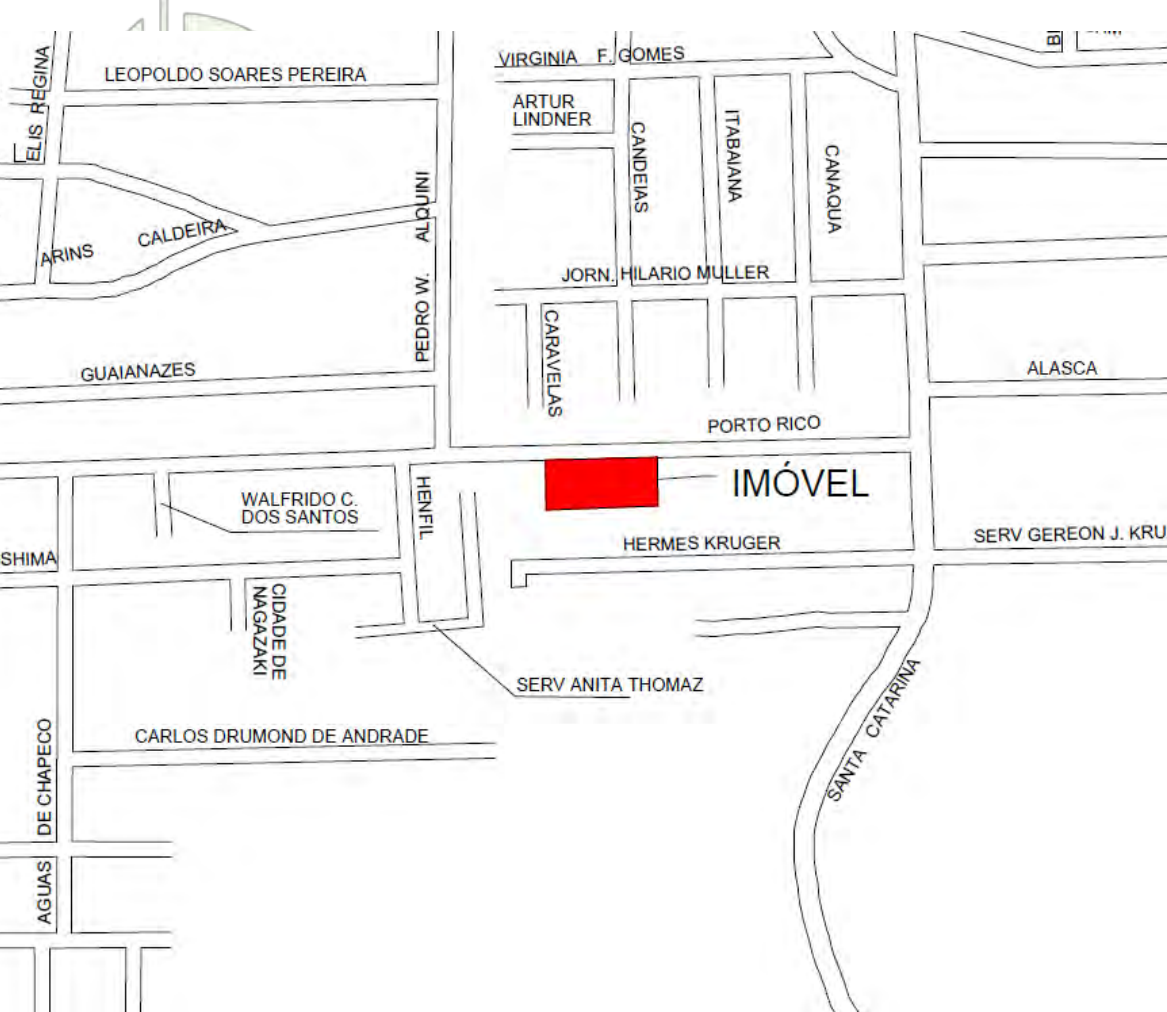 VIRGINIA F. GOMES
ELIS REGINA
LEOPOLDO SOARES PEREIRA
ARTUR
LINDNER
CANDEIAS
ITABAIANA
CANAQUA
PEDRO W. ALQUINI
ARINS CALDEIRA
JORN. HILARIO MULLER
CARAVELAS
GUAIANAZES
ALASCA
PORTO RICO
IMÓVEL
WALFRIDO C.
DOS SANTOS
HENFIL
HERMES KRUGER
SERV GEREON J. KRU
SHIMA
CIDADE DE
NAGAZAKI
SERV ANITA THOMAZ
SANTA CATARINA
CARLOS DRUMOND DE ANDRADE
AGUAS DE CHAPECO